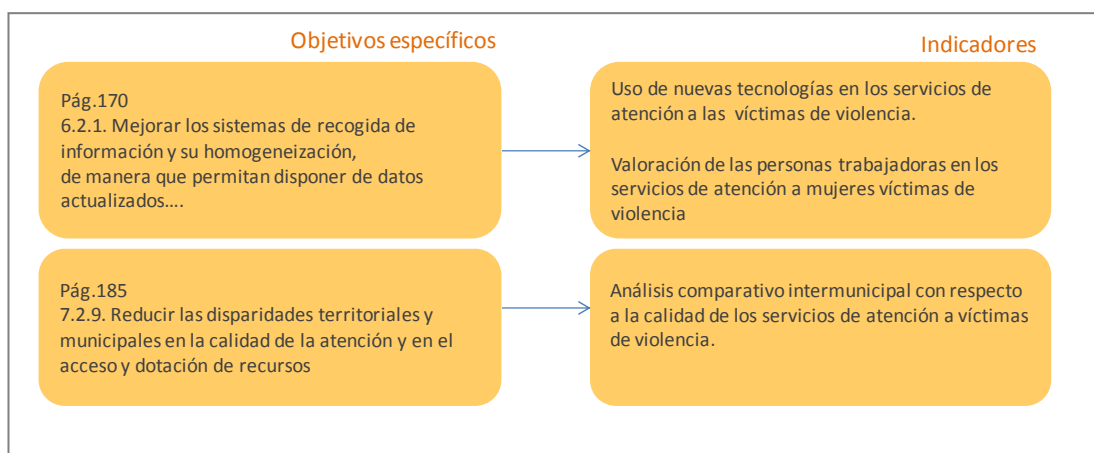 Objetivos específicos
Indicadores
Pág.170
6.2.1. Mejorar los sistemas de recogida de
información y su homogeneización,
de manera que permitan disponer de datos
actualizados....
Uso de nuevas tecnologías en los servicios de
atención a las víctimas de violencia.
Valoración de las personas trabajadoras en los
servicios de atención a mujeres víctimas de
violencia
Pág.185
7.2.9. Reducir las disparidades territoriales y
municipales en la calidad de la atención y en el
acceso y dotación de recursos
Análisis comparativo intermunicipal con respecto
a la calidad de los servicios de atención a víctimas
de violencia.